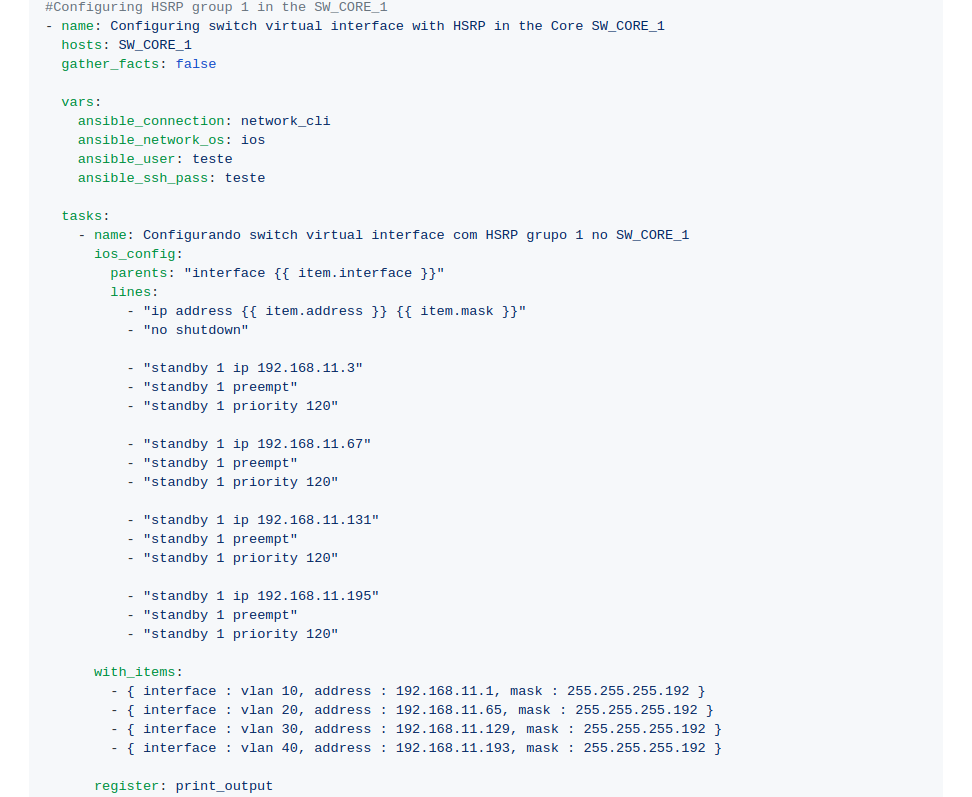 #Configuring HSRP group 1 in the SW_CORE_1
- name: Configuring switch virtual interface with HSRP in the Core SW_CORE_1
  hosts: SW_CORE_1
  gather_facts: false

  vars:
    ansible_connection: network_cli
    ansible_network_os: ios
    ansible_user: teste
    ansible_ssh_pass: teste

  tasks:
    - name: Configurando switch virtual interface com HSRP grupo 1 no SW_CORE_1
      ios_config:
        parents: "interface {{ item.interface }}"
        lines:
          - "ip address {{ item.address }} {{ item.mask }}"
          - "no shutdown"

          - "standby 1 ip 192.168.11.3"
          - "standby 1 preempt"
          - "standby 1 priority 120"

          - "standby 1 ip 192.168.11.67"
          - "standby 1 preempt"
          - "standby 1 priority 120"

          - "standby 1 ip 192.168.11.131"
          - "standby 1 preempt"
          - "standby 1 priority 120"

          - "standby 1 ip 192.168.11.195"
          - "standby 1 preempt"
          - "standby 1 priority 120"

      with_items:
        - { interface : vlan 10, address : 192.168.11.1, mask : 255.255.255.192 }
        - { interface : vlan 20, address : 192.168.11.65, mask : 255.255.255.192 }
        - { interface : vlan 30, address : 192.168.11.129, mask : 255.255.255.192 }
        - { interface : vlan 40, address : 192.168.11.193, mask : 255.255.255.192 }

      register: print_output